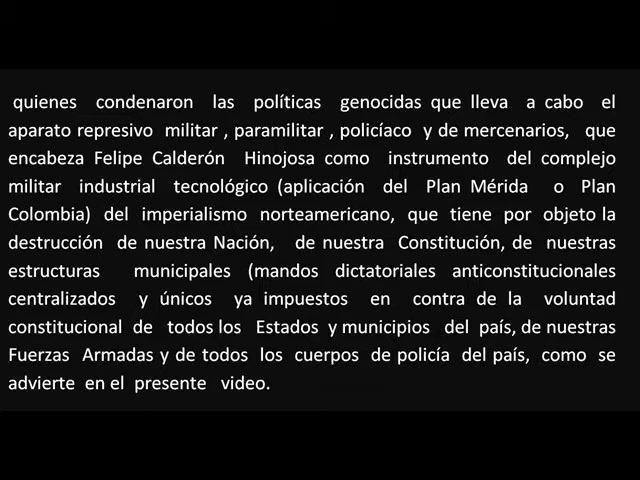 quienes condenaron las políticas genocidas que lleva a cabo el
aparato represivo militar , paramilitar , policíaco y de mercenarios, que
encabeza Felipe Calderón Hinojosa como instrumento del complejo
militar industrial tecnológico (aplicación del Plan Mérida o Plan
Colombia) del imperialismo norteamericano, que tiene por objeto la
destrucción de nuestra Nación, de nuestra Constitución, de nuestras
estructuras municipales (mandos dictatoriales anticonstitucionales
centralizados y únicos ya impuestos en contra de la voluntad
constitucional de todos los Estados y municipios del país, de nuestras
Fuerzas Armadas y de todos los cuerpos de policía del país, como se
advierte en el presente video.